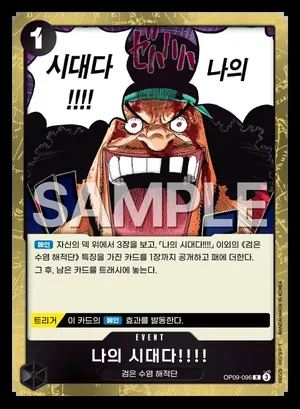 1
시대다
!!!!
나의
ゼハハハ
SAMPLE
메인 자신의 덱 위에서 3장을 보고, 「나의 시대다!!!!」 이외의 《검은
수염 해적단》 특징을 가진 카드를 1장까지 공개하고 패에 더한다.
그 후, 남은 카드를 트래시에 놓는다.
트리거 이 카드의 메인 효과를 발동한다.
EVENT
나의 시대다!!!!
검은 수염 해적단
OP09-096 R 3